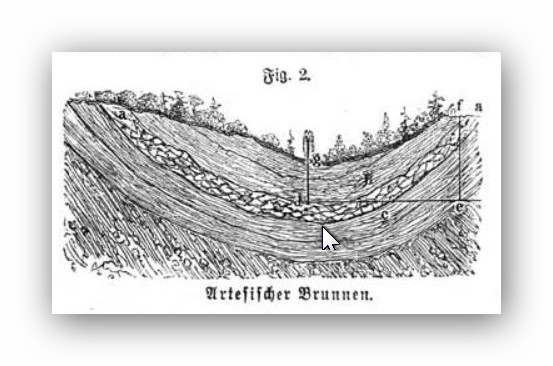 Fig. 2.
f a
a
g
K
i
c e
Artesischer Brunnen.